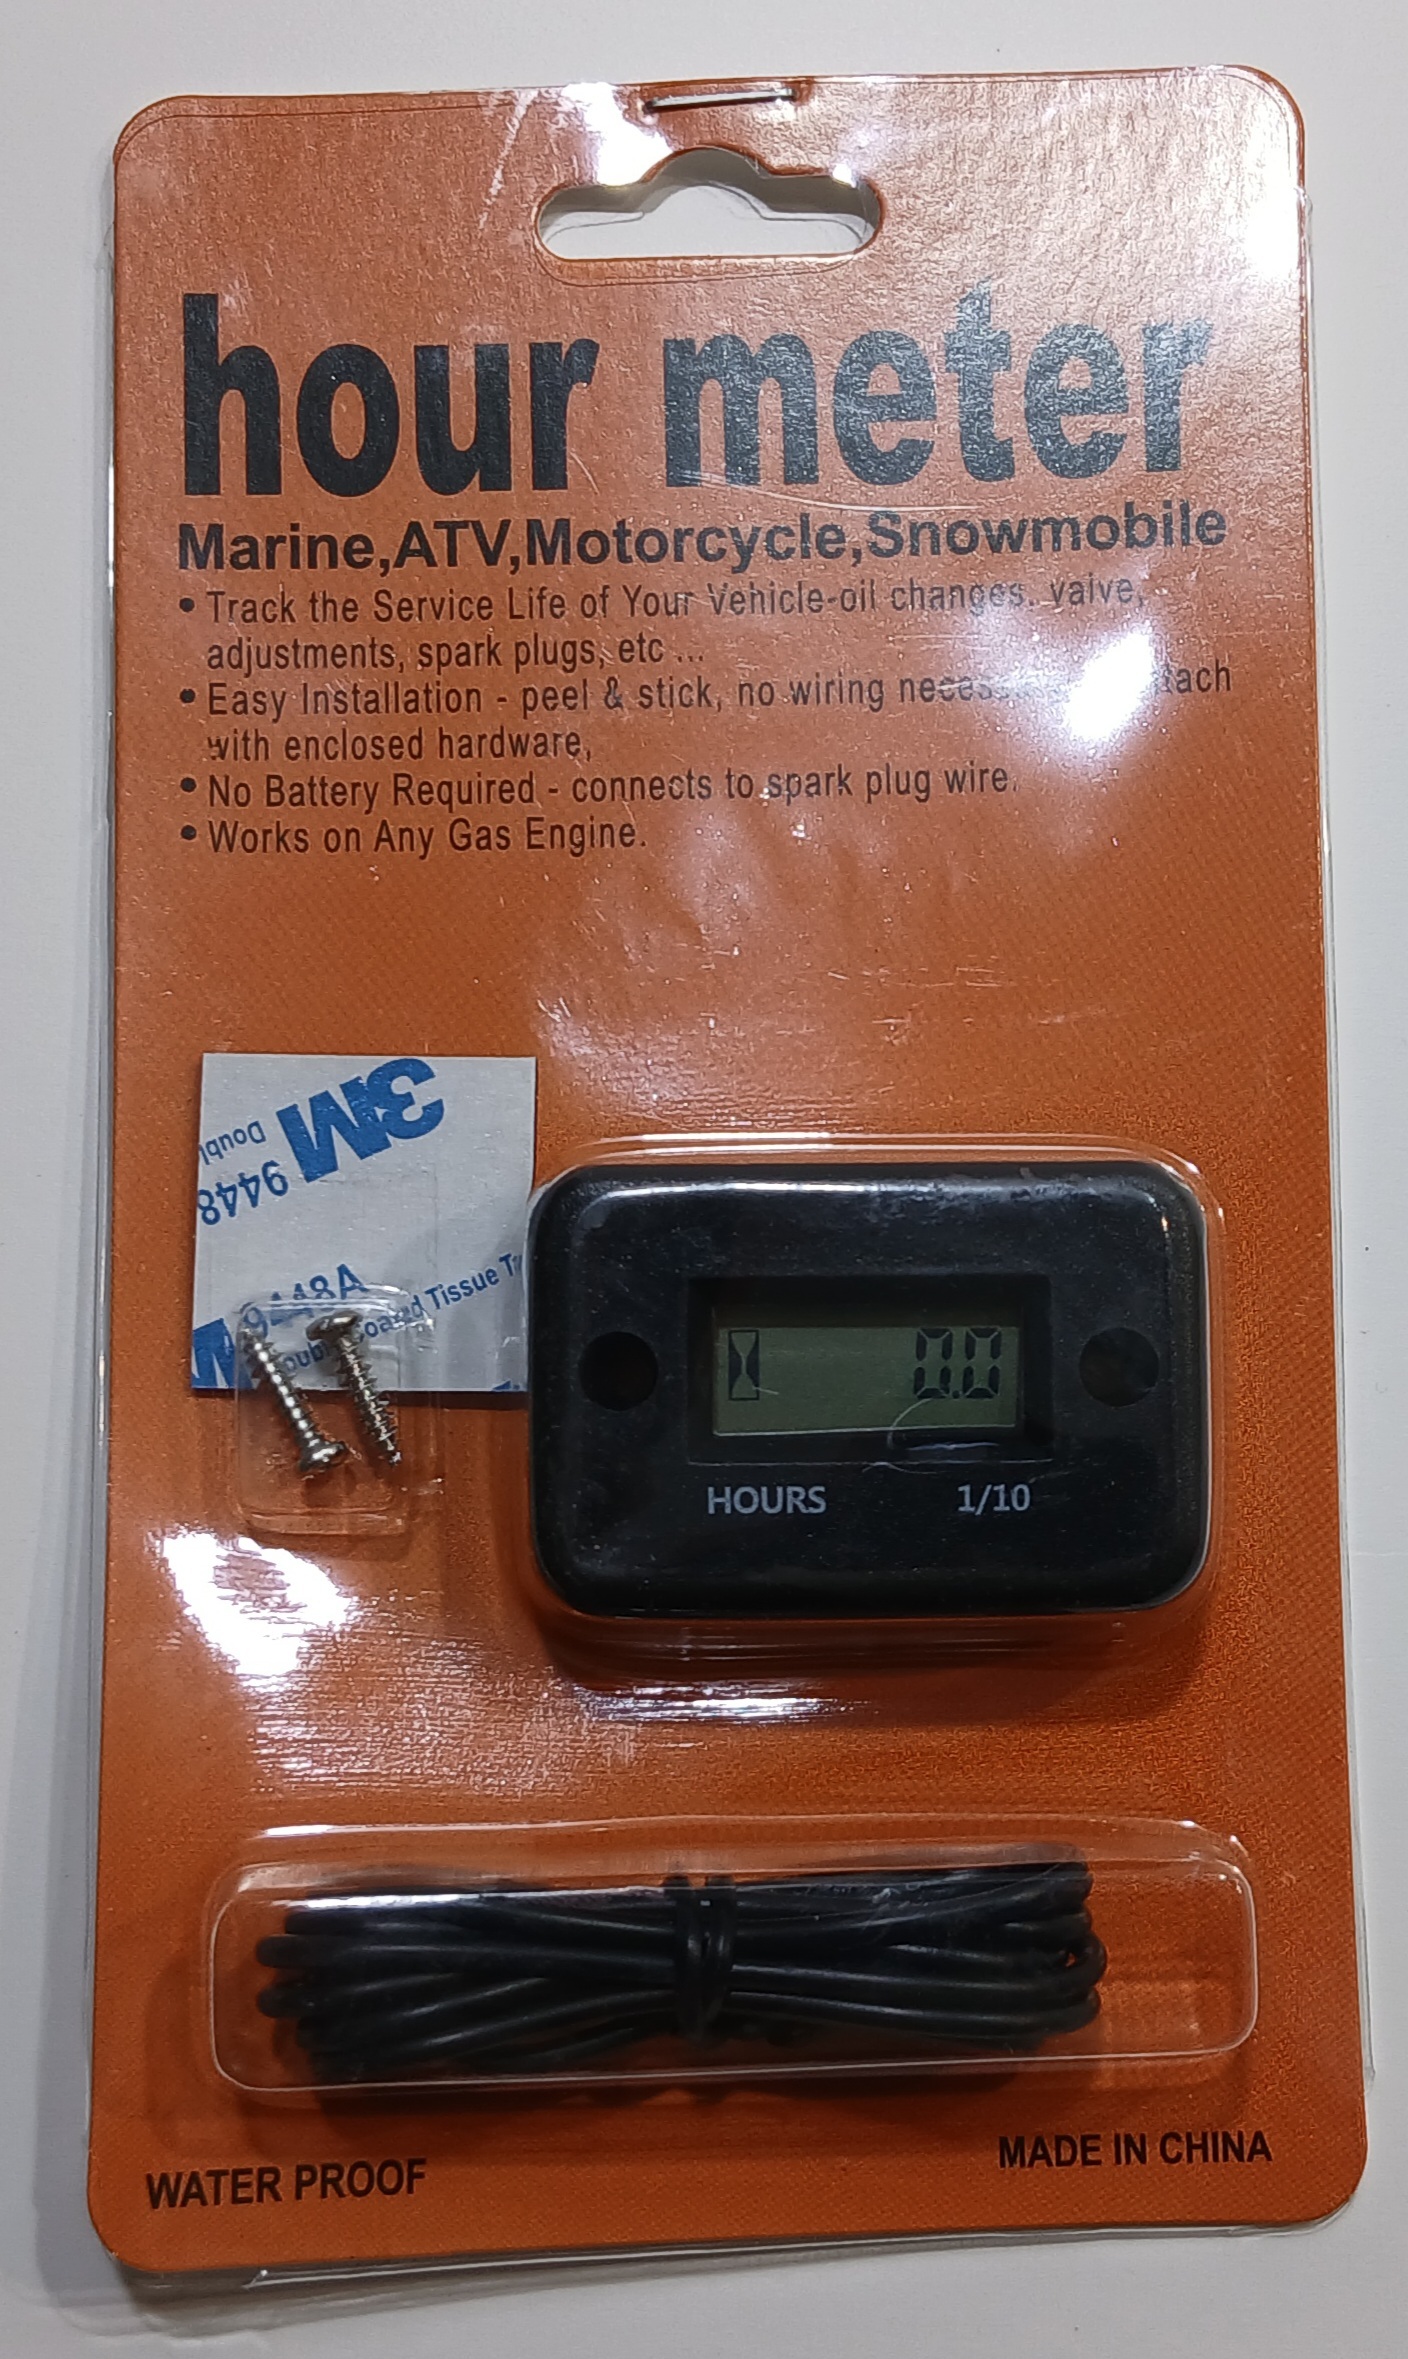 hour meter
Marine,ATV,Motorcycle,Snowmobile
• Track the Service Life of Your Vehicle-oil changes. valve,
adjustments, spark plugs, etc ...
• Easy Installation - peel & stick, no wiring
with enclosed hardware,
• No Battery Required - connects to spark plug wire.
• Works on Any Gas Engine.
3M
9448
9448A
Tissue
0.0
HOURS 1/10
WATER PROOF
MADE IN CHINA